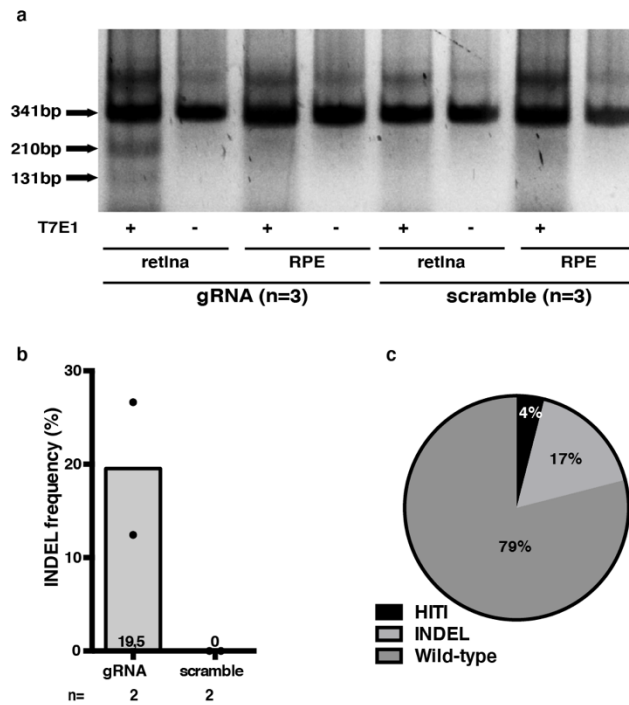 a
341bp
210bp
131bp
T7E1 + - + - + - +
retIna RPE retIna RPE
gRNA (n=3) scramble (n=3)
b
INDEL frequency (%)
30
20
10
0
19,5 0
gRNA scramble
n= 2 2
c
4%
17%
79%
HITI
INDEL
Wild-type